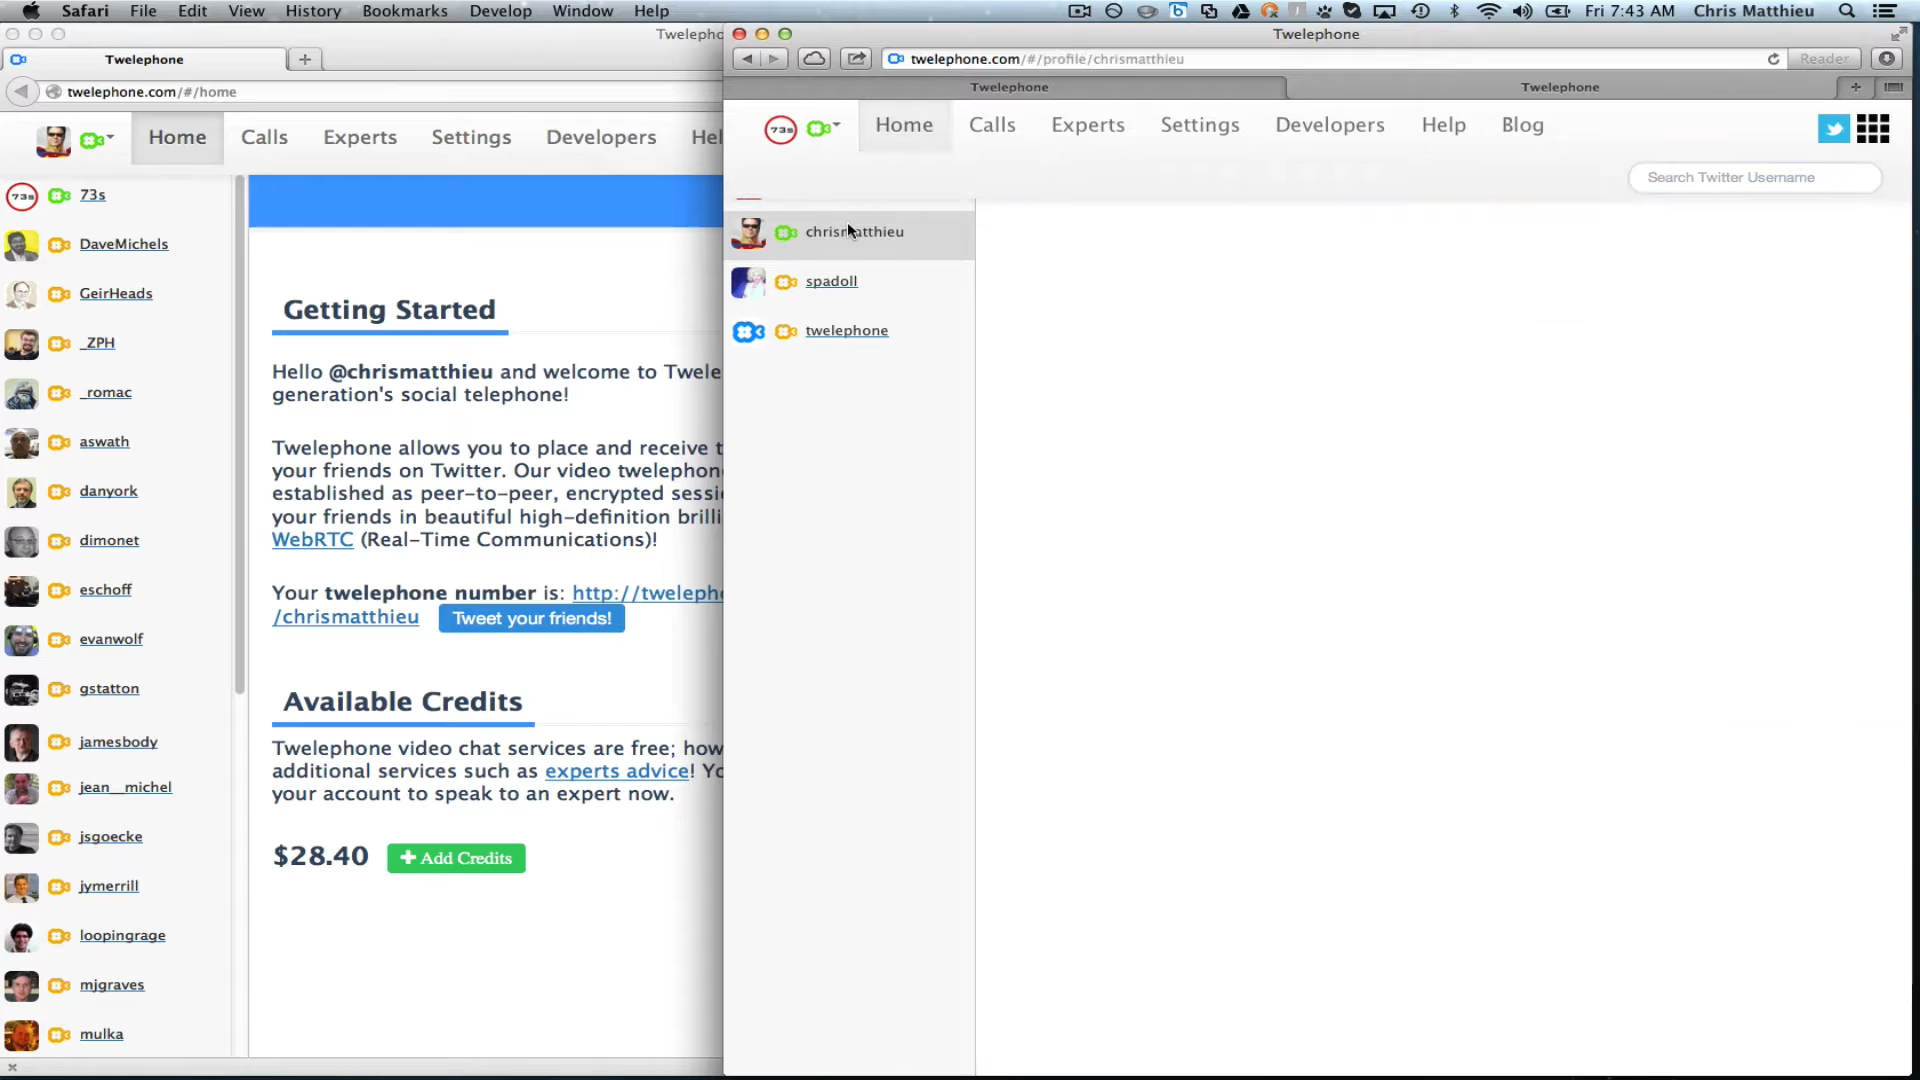 Safari File Edit View History Bookmarks Develop Window Help Fri 7:43 AM Chris Matthieu
Twelepho
Twelephone
twelephone.com/#/home
Home Calls Experts Settings Developers Hel
73s
73s
DaveMichels
GeirHeads
_ZPH
_romac
aswath
danyork
dimonet
eschoff
evanwolf
gstatton
jamesbody
jean__michel
jsgoecke
jymerrill
loopingrage
mjgraves
mulka
Getting Started
Hello @chrismatthieu and welcome to Twele
generation's social telephone!
Twelephone allows you to place and receive t
your friends on Twitter. Our video twelephon
established as peer-to-peer, encrypted sessi
your friends in beautiful high-definition brilli
WebRTC (Real-Time Communications)!
Your twelephone number is: http://twelepho
/chrismatthieu Tweet your friends!
Available Credits
Twelephone video chat services are free; how
additional services such as experts advice! Yo
your account to speak to an expert now.
$28.40 Add Credits
Twelephone
twelephone.com/#/profile/chrismatthieu Reader
Twelephone Twelephone
73s Home Calls Experts Settings Developers Help Blog
Search Twitter Username
chrismatthieu
spadoll
twelephone